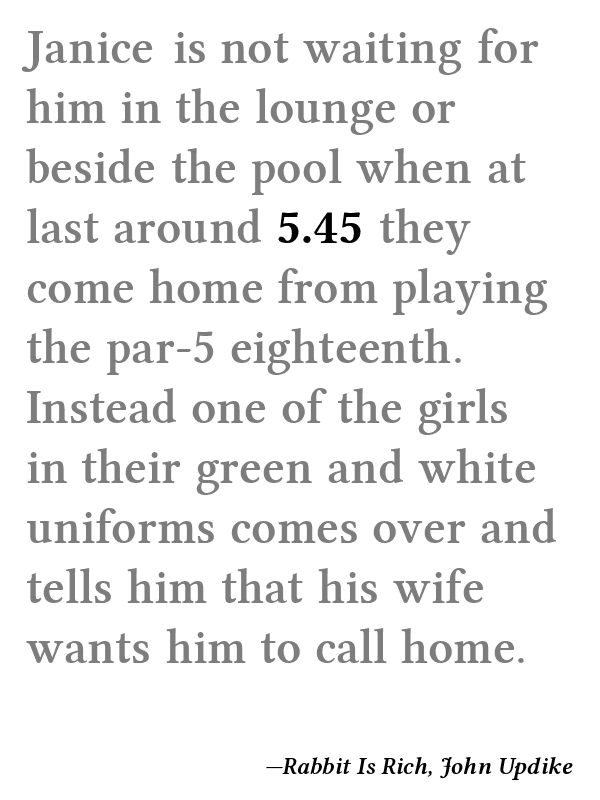 Janice is not waiting for
him in the lounge or
beside the pool when at
last around 5.45 they
come home from playing
the par-5 eighteenth.
Instead one of the girls
in their green and white
uniforms comes over and
tells him that his wife
wants him to call home.
—Rabbit Is Rich, John Updike